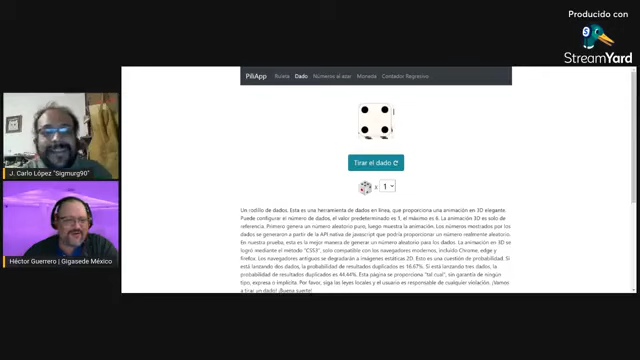 Producido con
StreamYard
PiliApp Ruleta Dado Números al azar Moneda Contador Regresivo
Tirar el dado
x 1
J. Carlo López "Sigmurg90"
Héctor Guerrero | Gigasede México
Un rodillo de dados. Esta es una herramienta de dados en línea, que proporciona una animación en 3D elegante.
Puede configurar el número de dados, el valor predeterminado es 1, el máximo es 6. La animación 3D es solo de
referencia. Primero genera un número aleatorio puro, luego muestra la animación. Los números mostrados por los
dados se generaron a partir de la API nativa de Javascript que podría proporcionar un número realmente aleatorio.
En nuestra prueba, esta es la mejor manera de generar un número aleatorio para los dados. La animación en 3D se
logró mediante el método "CSS3", solo compatible con los navegadores modernos, incluido Chrome, edge y
firefox. Los navegadores antiguos se degradarán a imágenes estáticas 2D. Esto es una cuestión de probabilidad. Si
está lanzando dos dados, la probabilidad de resultados duplicados es 16.67%. Si está lanzando tres dados, la
probabilidad de resultados duplicados es 44.44%. Esta página se proporciona "tal cual", sin garantía de ningún
tipo, expresa o implícita. Por favor, siga las leyes locales y el usuario es responsable de cualquier violación. ¡Vamos
a tirar un dado! ¡Buena suerte!